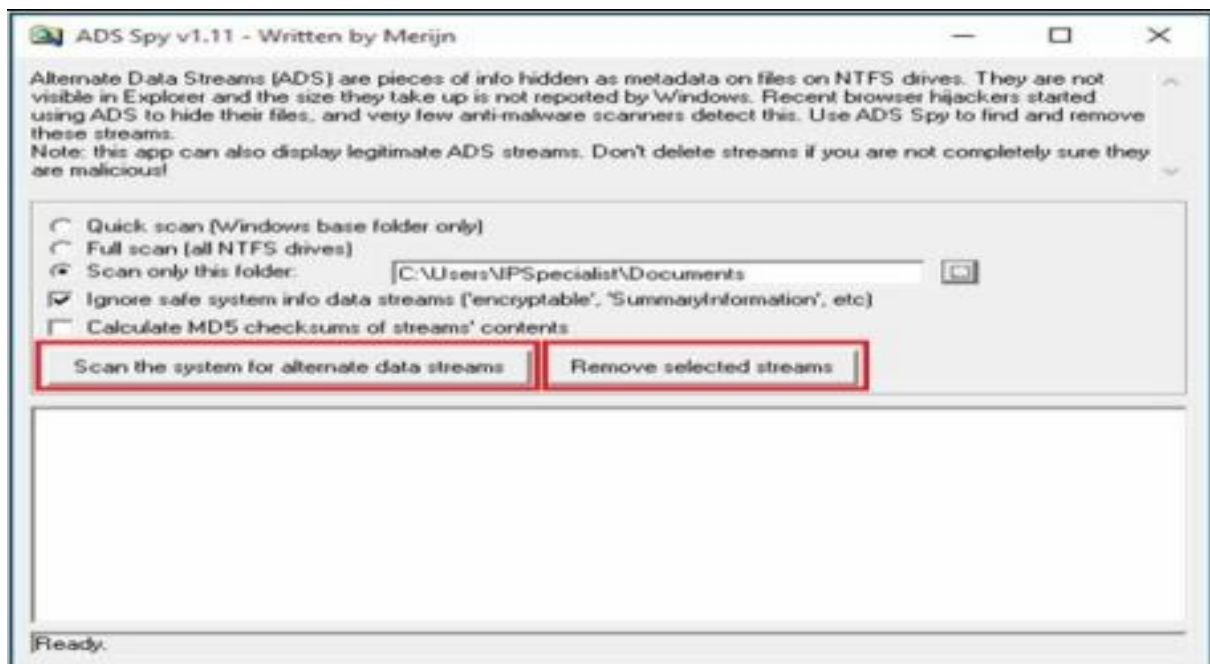 ADS Spy v1.11 - Written by Merijn
Alternate Data Streams (ADS) are pieces of info hidden as metadata on files on NTFS drives. They are not
visible in Explorer and the size they take up is not reported by Windows. Recent browser hijackers started
using ADS to hide their files, and very few anti-malware scanners detect this. Use ADS Spy to find and remove
these streams.
Note: this app can also display legitimate ADS streams. Don't delete streams if you are not completely sure they
are malicious!
Quick scan (Windows base folder only)
Full scan (all NTFS drives)
Scan only this folder: C:\Users\IPSpecialist\Documents
Ignore safe system info data streams ('encryptable', 'SummaryInformation', etc)
Calculate MD5 checksums of streams' contents
Scan the system for alternate data streams Remove selected streams
Ready.